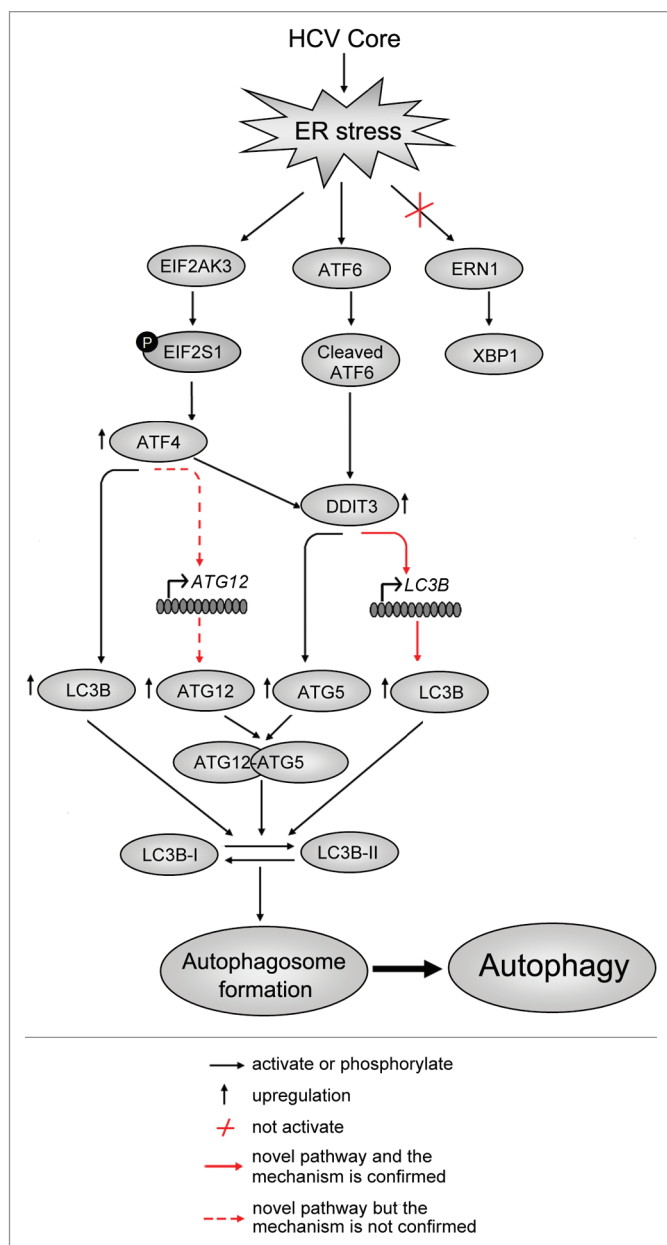 HCV Core
ER stress
EIF2AK3
ATF6
ERN1
P
EIF2S1
Cleaved
ATF6
XBP1
ATF4
DDIT3
ATG12
LC3B
LC3B
ATG12
ATG5
LC3B
ATG12-ATG5
LC3B-I
LC3B-II
Autophagosome
formation
Autophagy
activate or phosphorylate
upregulation
not activate
novel pathway and the
mechanism is confirmed
novel pathway but the
mechanism is not confirmed